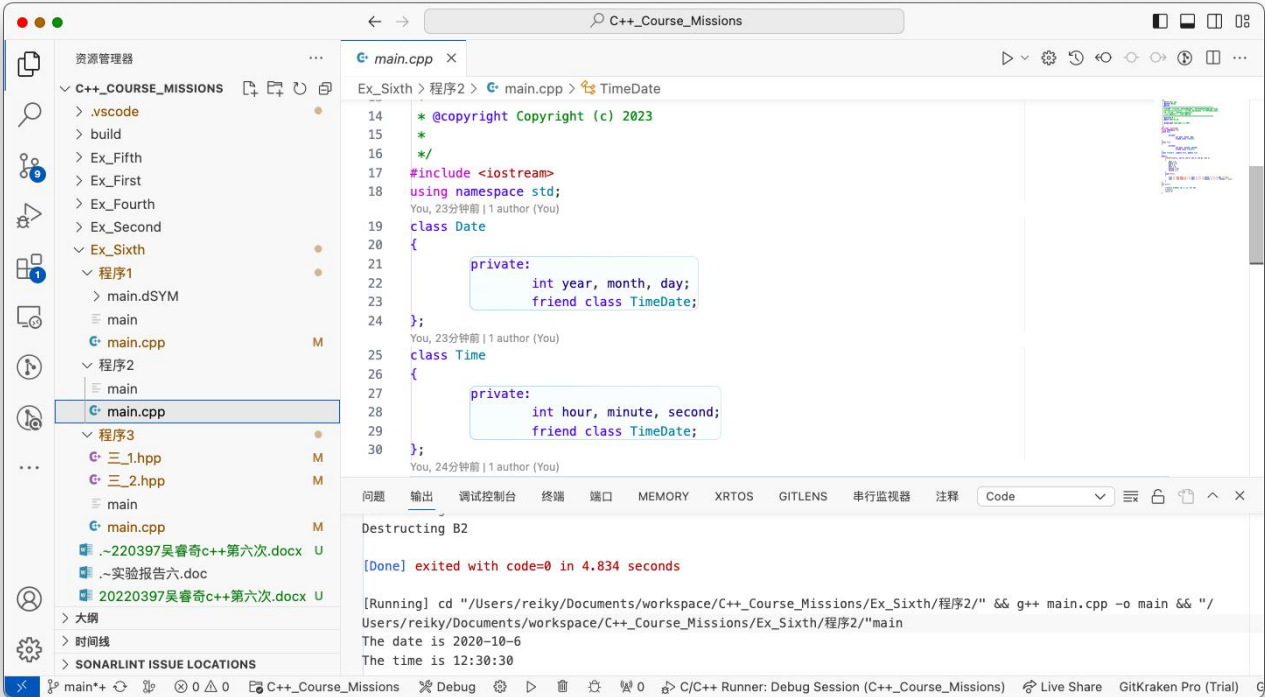 C++_Course_Missions
资源管理器
C++_COURSE_MISSIONS
.vscode
build
Ex_Fifth
Ex_First
Ex_Fourth
Ex_Second
Ex_Sixth
程序1
main.dSYM
main
main.cpp M
程序2
main
main.cpp
程序3
三_1.hpp M
三_2.hpp M
main
main.cpp M
.~220397吴睿奇c++第六次.docx U
.~实验报告六.doc
20220397吴睿奇c++第六次.docx U
大纲
时间线
SONARLINT ISSUE LOCATIONS
9
1
main.cpp
Ex_Sixth > 程序2 > main.cpp > TimeDate
14 * @copyright Copyright (c) 2023
15 *
16 */
17 #include <iostream>
18 using namespace std;
You, 23分钟前 | 1 author (You)
19 class Date
20 {
21 private:
22 int year, month, day;
23 friend class TimeDate;
24 };
You, 23分钟前 | 1 author (You)
25 class Time
26 {
27 private:
28 int hour, minute, second;
29 friend class TimeDate;
30 };
You, 24分钟前 | 1 author (You)
问题 输出 调试控制台 终端 端口 MEMORY XRTOS GITLENS 串行监视器 注释 Code
Destructing B2
[Done] exited with code=0 in 4.834 seconds
[Running] cd "/Users/reiky/Documents/workspace/C++_Course_Missions/Ex_Sixth/程序2/" && g++ main.cpp -o main && "/
Users/reiky/Documents/workspace/C++_Course_Missions/Ex_Sixth/程序2/"main
The date is 2020-10-6
The time is 12:30:30
main*+ 0 0 C++_Course_Missions Debug 0 C/C++ Runner: Debug Session (C++_Course_Missions) Live Share GitKraken Pro (Trial)